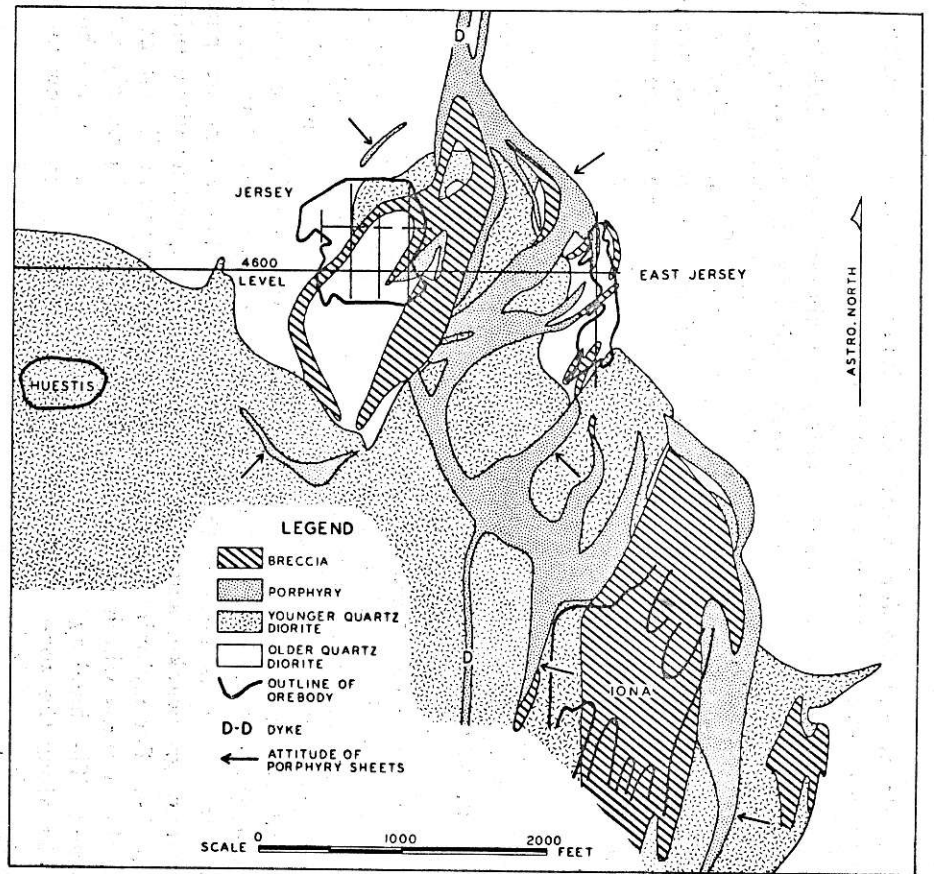 D
JERSEY
4600
LEVEL
EAST JERSEY
ASTRO. NORTH
HUESTIS
LEGEND
BRECCIA
PORPHYRY
YOUNGER QUARTZ
DIORITE
OLDER QUARTZ
DIORITE
OUTLINE OF
OREBODY
D-D DYKE
ATTITUDE OF
PORPHYRY SHEETS
D
IONA
SCALE 0 1000 2000 FEET